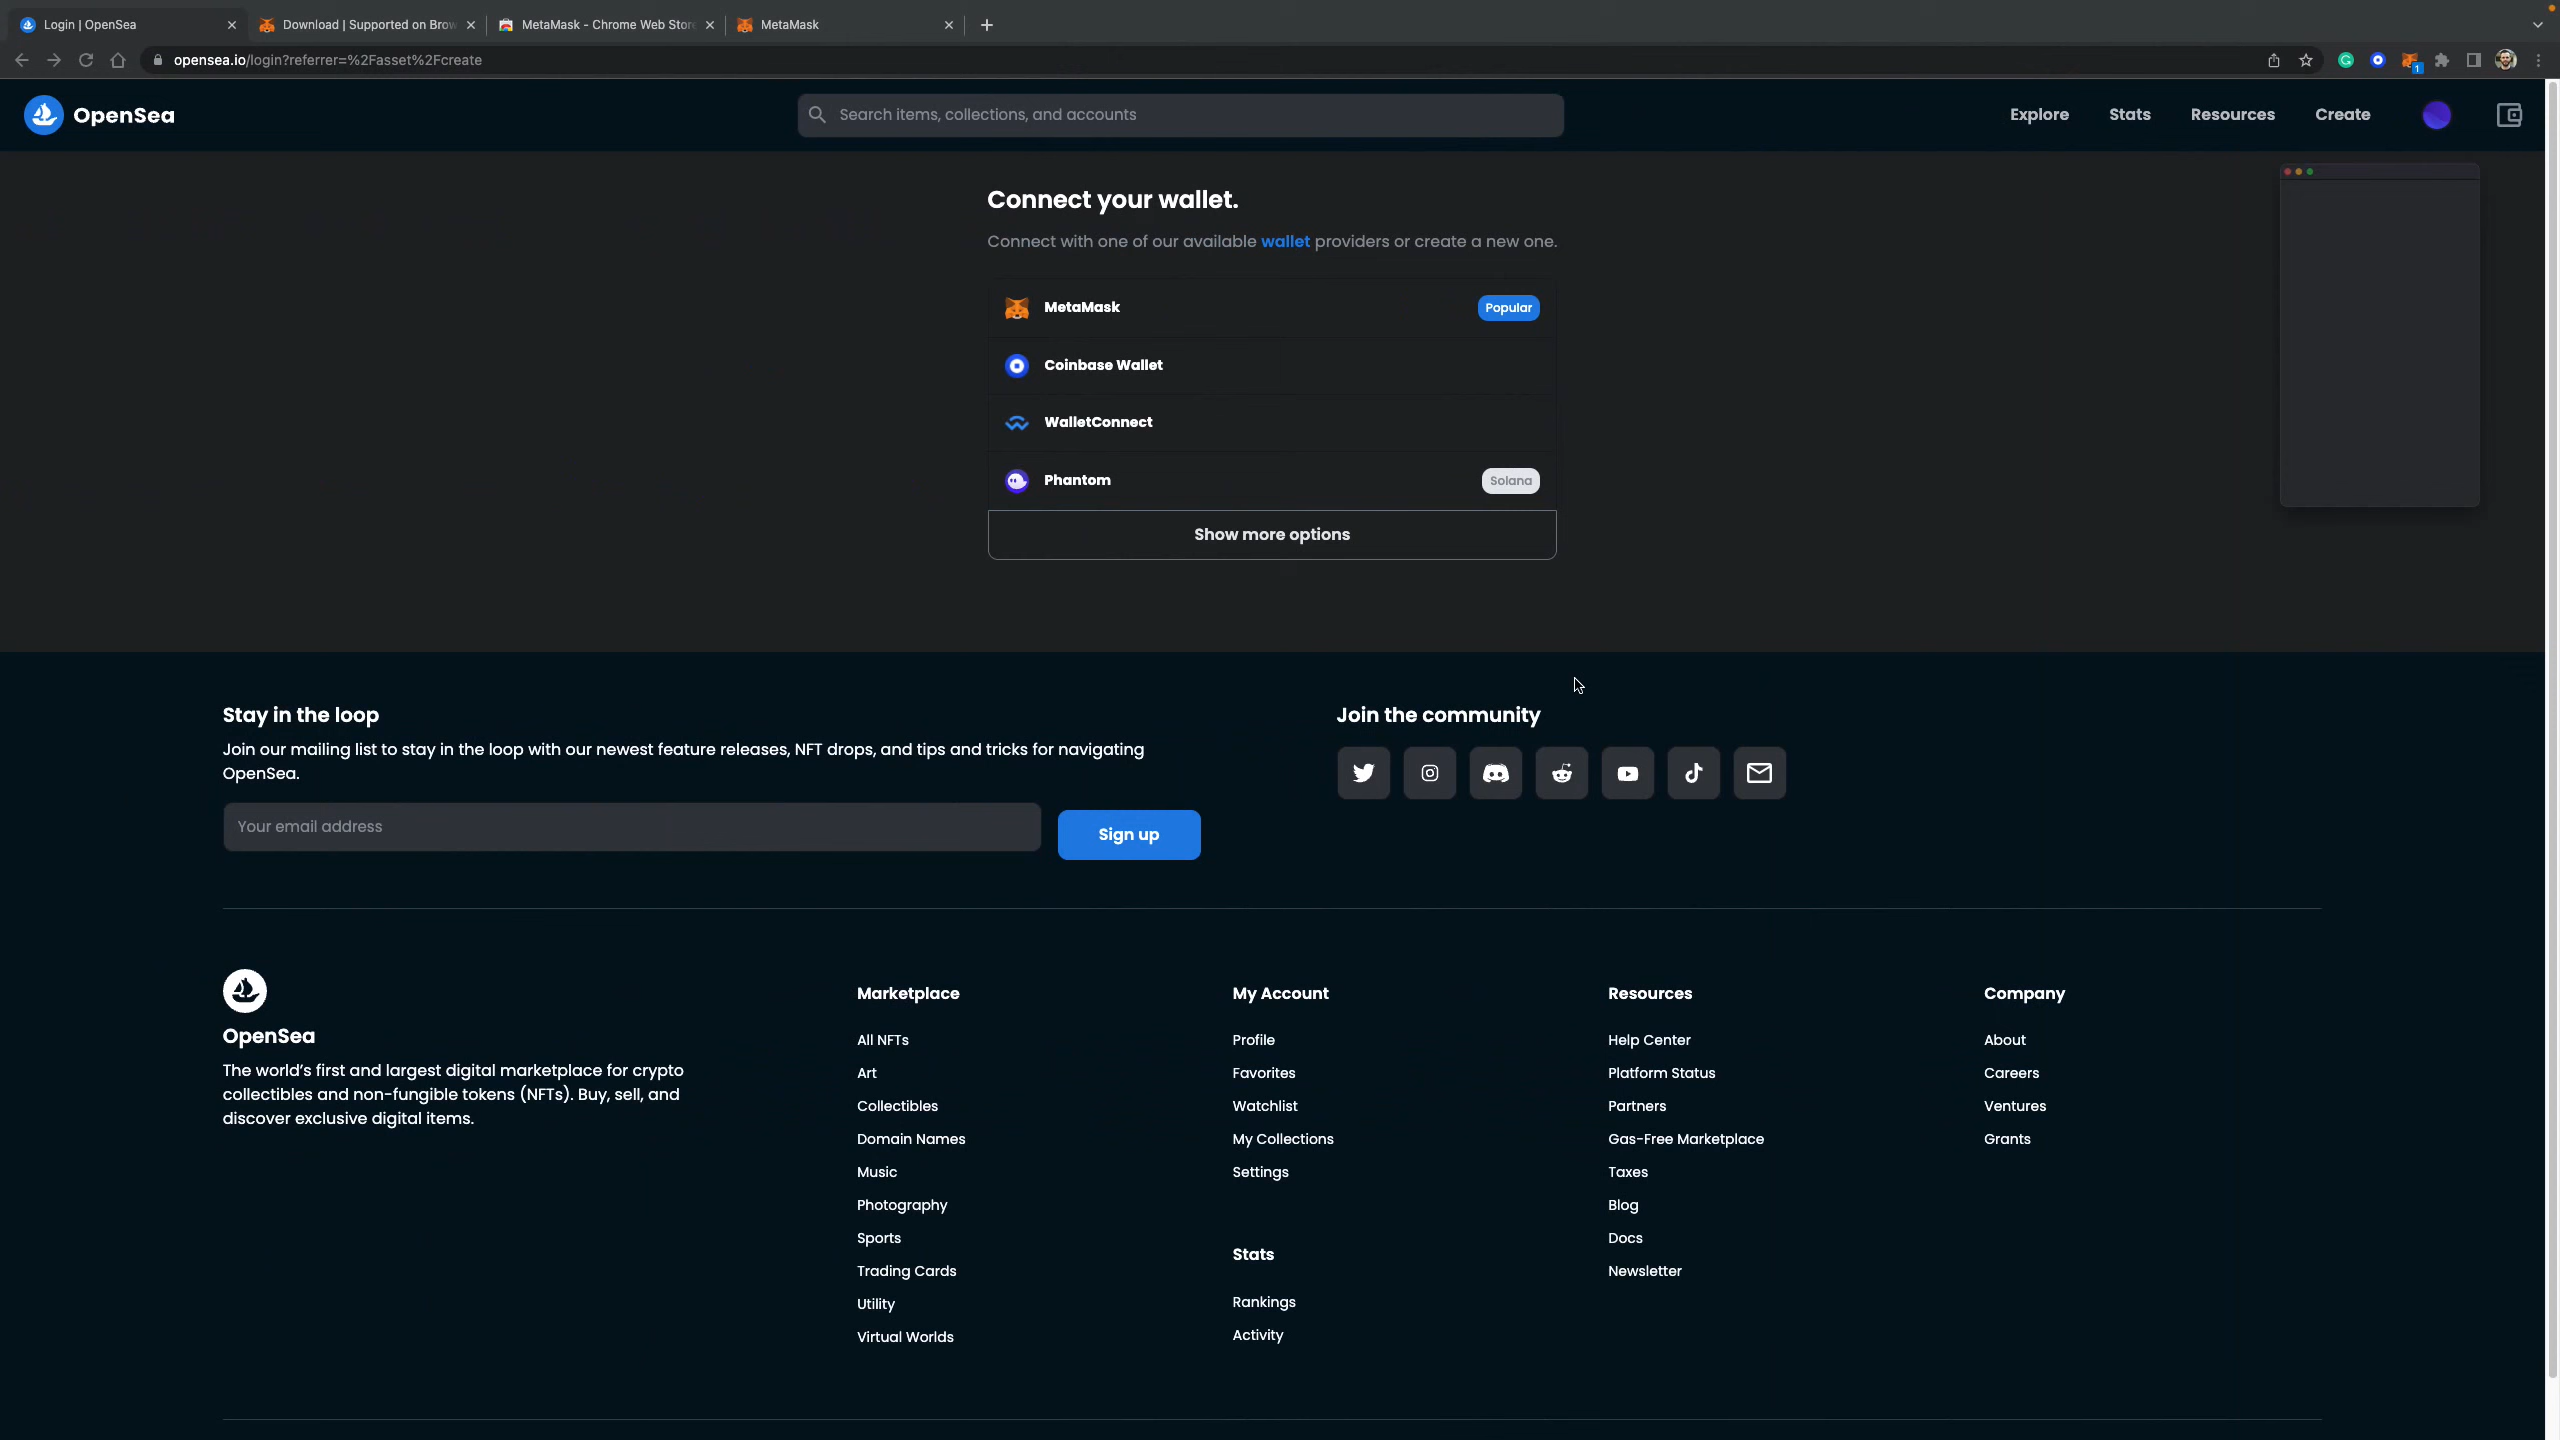 Login | OpenSea
Download | Supported on Brow
MetaMask - Chrome Web Store
MetaMask
opensea.io/login?referrer=%2Fasset%2Fcreate
1
OpenSea
Search items, collections, and accounts
Explore
Stats
Resources
Create
Connect your wallet.
Connect with one of our available wallet providers or create a new one.
MetaMask
Popular
Coinbase Wallet
WalletConnect
Phantom
Solana
Show more options
Stay in the loop
Join our mailing list to stay in the loop with our newest feature releases, NFT drops, and tips and tricks for navigating
OpenSea.
Your email address
Sign up
Join the community
OpenSea
The world's first and largest digital marketplace for crypto
collectibles and non-fungible tokens (NFTs). Buy, sell, and
discover exclusive digital items.
Marketplace
All NFTs
Art
Collectibles
Domain Names
Music
Photography
Sports
Trading Cards
Utility
Virtual Worlds
My Account
Profile
Favorites
Watchlist
My Collections
Settings
Stats
Rankings
Activity
Resources
Help Center
Platform Status
Partners
Gas-Free Marketplace
Taxes
Blog
Docs
Newsletter
Company
About
Careers
Ventures
Grants